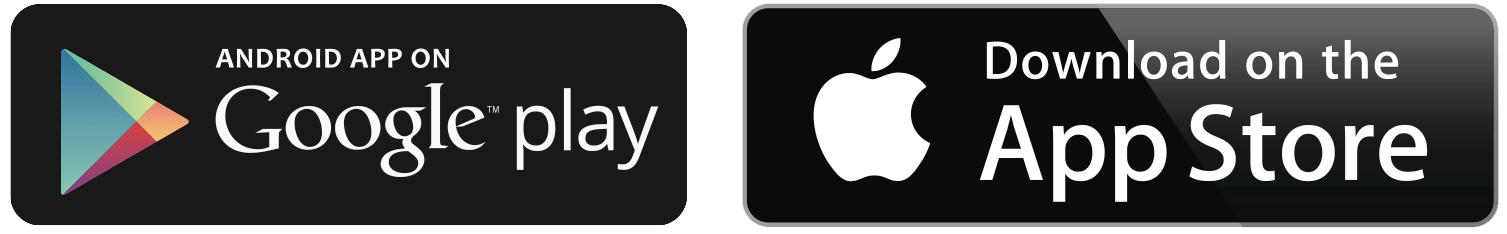 ANDROID APP ON
Google™ play
Download on the
App Store